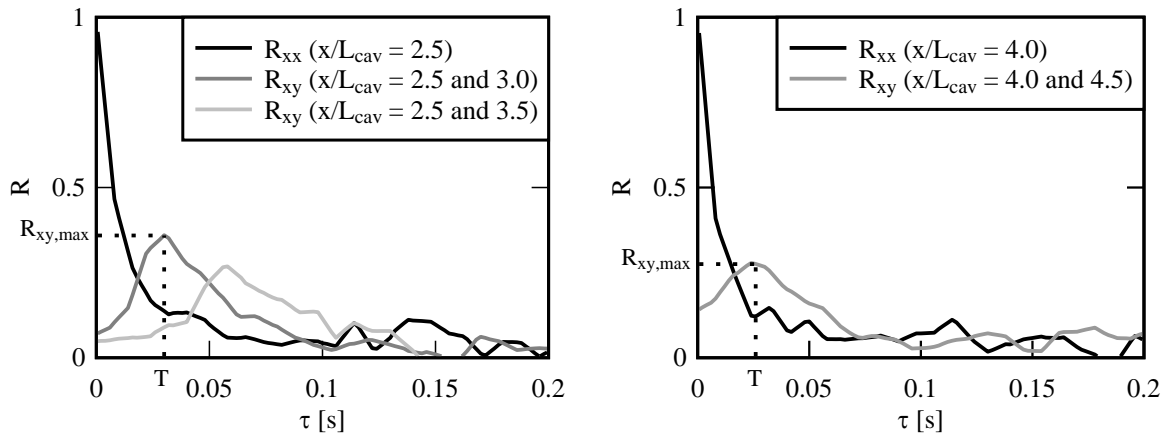 1
R_xx (x/L_cav = 2.5)
R_xy (x/L_cav = 2.5 and 3.0)
R_xy (x/L_cav = 2.5 and 3.5)
R
0.5
R_xy,max
0
0 T 0.05 0.1 0.15 0.2
τ [s]
1
R_xx (x/L_cav = 4.0)
R_xy (x/L_cav = 4.0 and 4.5)
R
0.5
R_xy,max
0
0 T 0.05 0.1 0.15 0.2
τ [s]